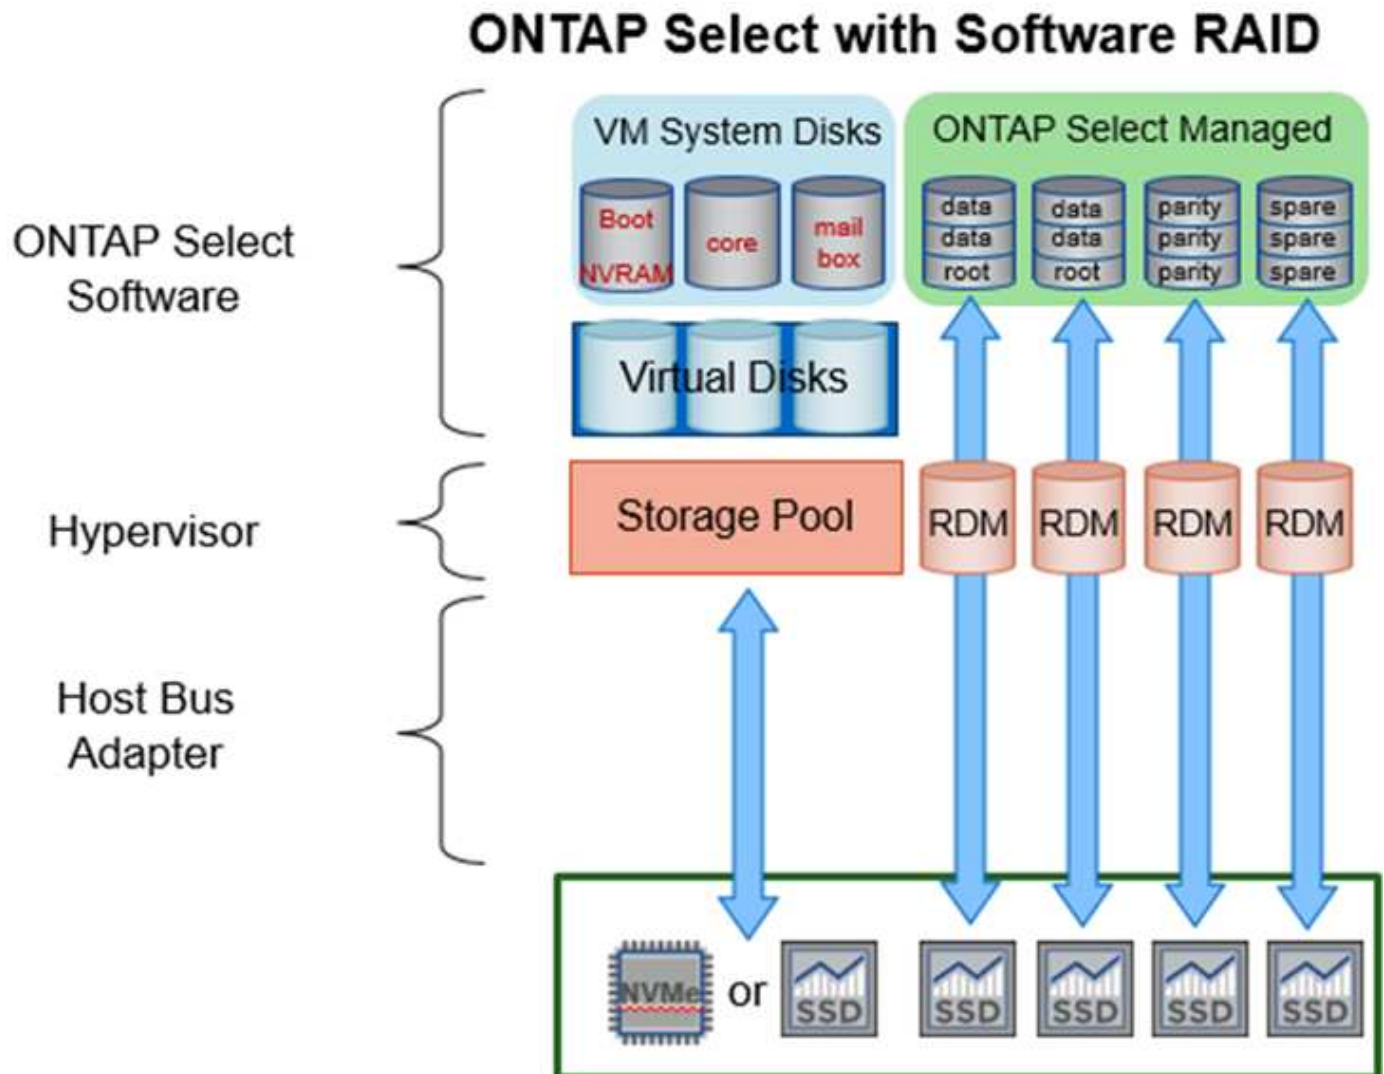 ONTAP Select with Software RAID
ONTAP Select
Software
VM System Disks
Boot
NVRAM
core
mail
box
ONTAP Select Managed
data
data
root
data
data
root
parity
parity
parity
spare
spare
spare
Virtual Disks
Hypervisor
Storage Pool
RDM
RDM
RDM
RDM
Host Bus
Adapter
NVMe
or
SSD
SSD
SSD
SSD
SSD